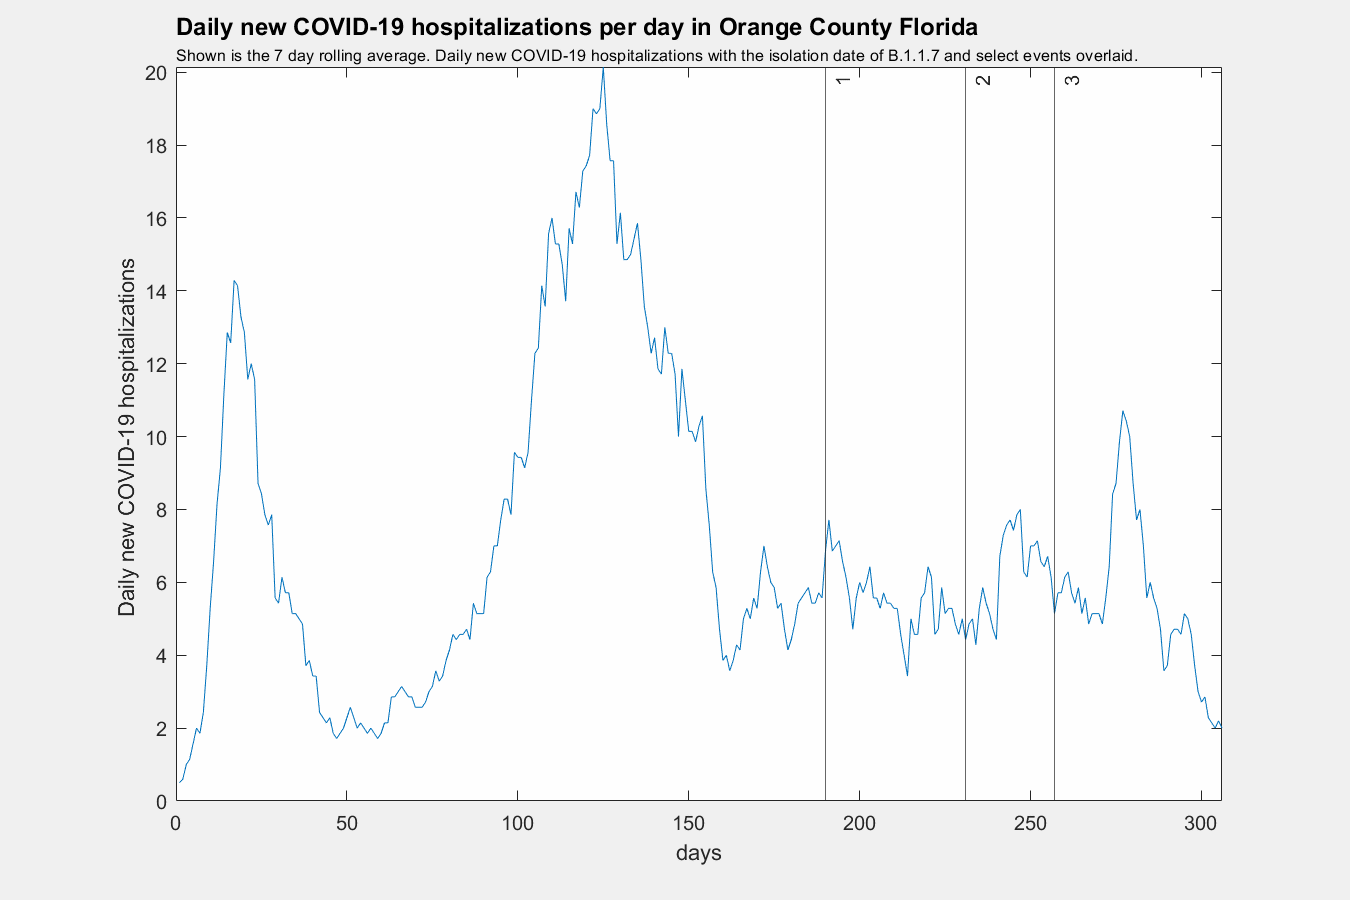 Daily new COVID-19 hospitalizations per day in Orange County Florida
Shown is the 7 day rolling average. Daily new COVID-19 hospitalizations with the isolation date of B.1.1.7 and select events overlaid.
20
18
16
14
12
10
8
6
4
2
0
Daily new COVID-19 hospitalizations
1
2
3
0 50 100 150 200 250 300
days